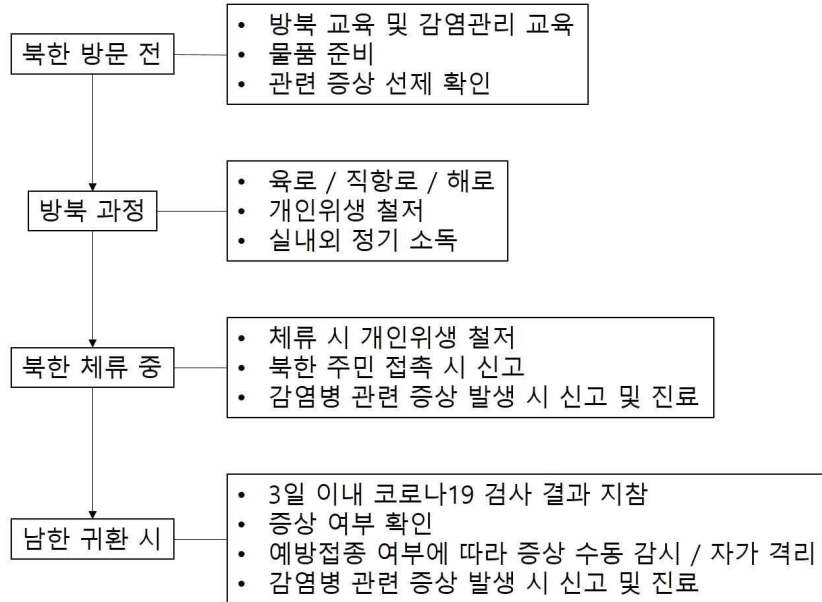 북한 방문 전
• 방북 교육 및 감염관리 교육
• 물품 준비
• 관련 증상 선제 확인
방북 과정
• 육로 / 직항로 / 해로
• 개인위생 철저
• 실내외 정기 소독
북한 체류 중
• 체류 시 개인위생 철저
• 북한 주민 접촉 시 신고
• 감염병 관련 증상 발생 시 신고 및 진료
남한 귀환 시
• 3일 이내 코로나19 검사 결과 지참
• 증상 여부 확인
• 예방접종 여부에 따라 증상 수동 감시 / 자가 격리
• 감염병 관련 증상 발생 시 신고 및 진료